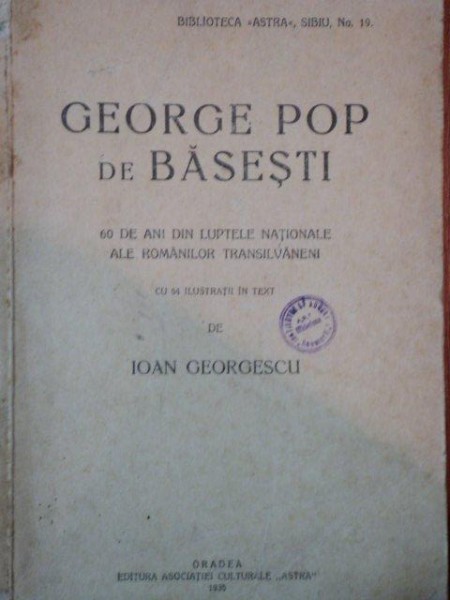 BIBLIOTECA »ASTRA«, SIBIU, No. 19.
GEORGE POP
DE BĂSEȘTI
60 DE ANI DIN LUPTELE NAȚIONALE
ALE ROMÂNILOR TRANSILVĂNENI
CU 54 ILUSTRAȚII ÎN TEXT
DE
IOAN GEORGESCU
ORADEA
EDITURA ASOCIAȚIEI CULTURALE „ASTRA"